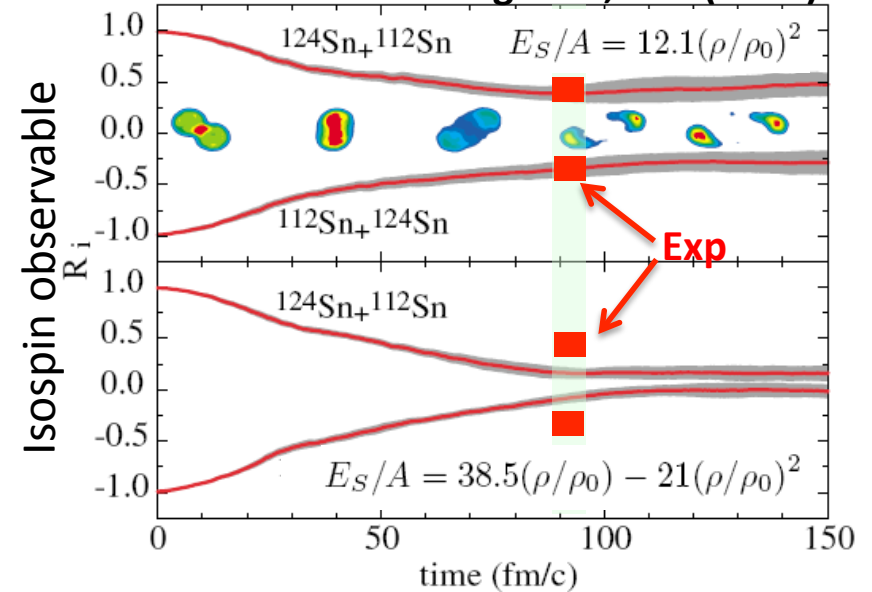 1.0
¹²⁴Sn+¹¹²Sn
E_S/A = 12.1(ρ/ρ₀)²
0.5
0.0
-0.5
¹¹²Sn+¹²⁴Sn
-1.0
Exp
Isospin observable
R_i
1.0
¹²⁴Sn+¹¹²Sn
0.5
0.0
-0.5
E_S/A = 38.5(ρ/ρ₀) − 21(ρ/ρ₀)²
-1.0
0 50 100 150
time (fm/c)